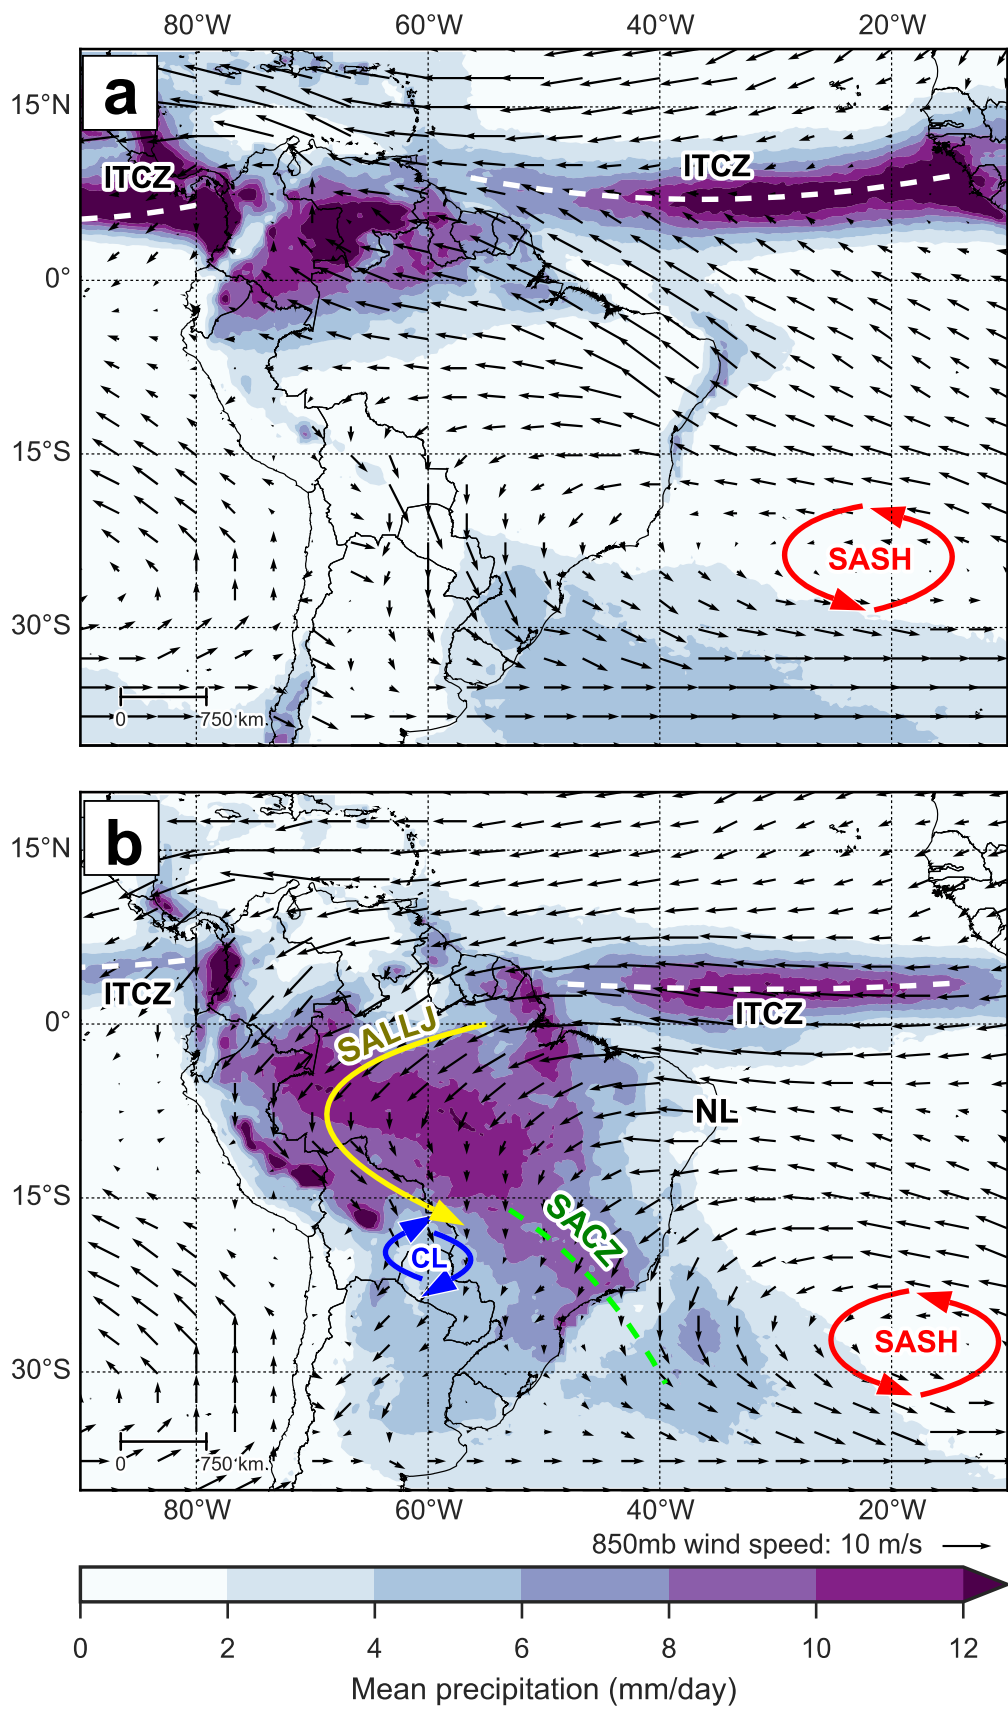 80°W 60°W 40°W 20°W
a
15°N
ITCZ
ITCZ
0°
15°S
SASH
30°S
0 750 km
b
15°N
ITCZ
ITCZ
0°
SALLJ
NL
15°S
SACZ
CL
SASH
30°S
0 750 km
80°W 60°W 40°W 20°W
850mb wind speed: 10 m/s
0 2 4 6 8 10 12
Mean precipitation (mm/day)